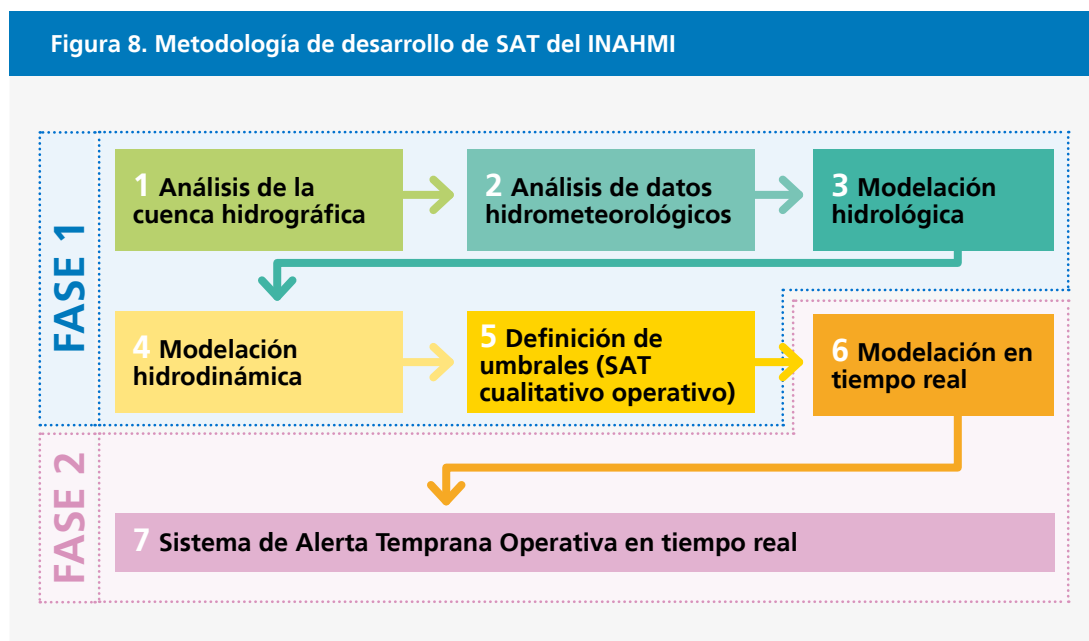 Figura 8. Metodología de desarrollo de SAT del INAHMI
FASE 1
1 Análisis de la
cuenca hidrográfica
2 Análisis de datos
hidrometeorológicos
3 Modelación
hidrológica
4 Modelación
hidrodinámica
5 Definición de
umbrales (SAT
cualitativo operativo)
6 Modelación en
tiempo real
FASE 2
7 Sistema de Alerta Temprana Operativa en tiempo real